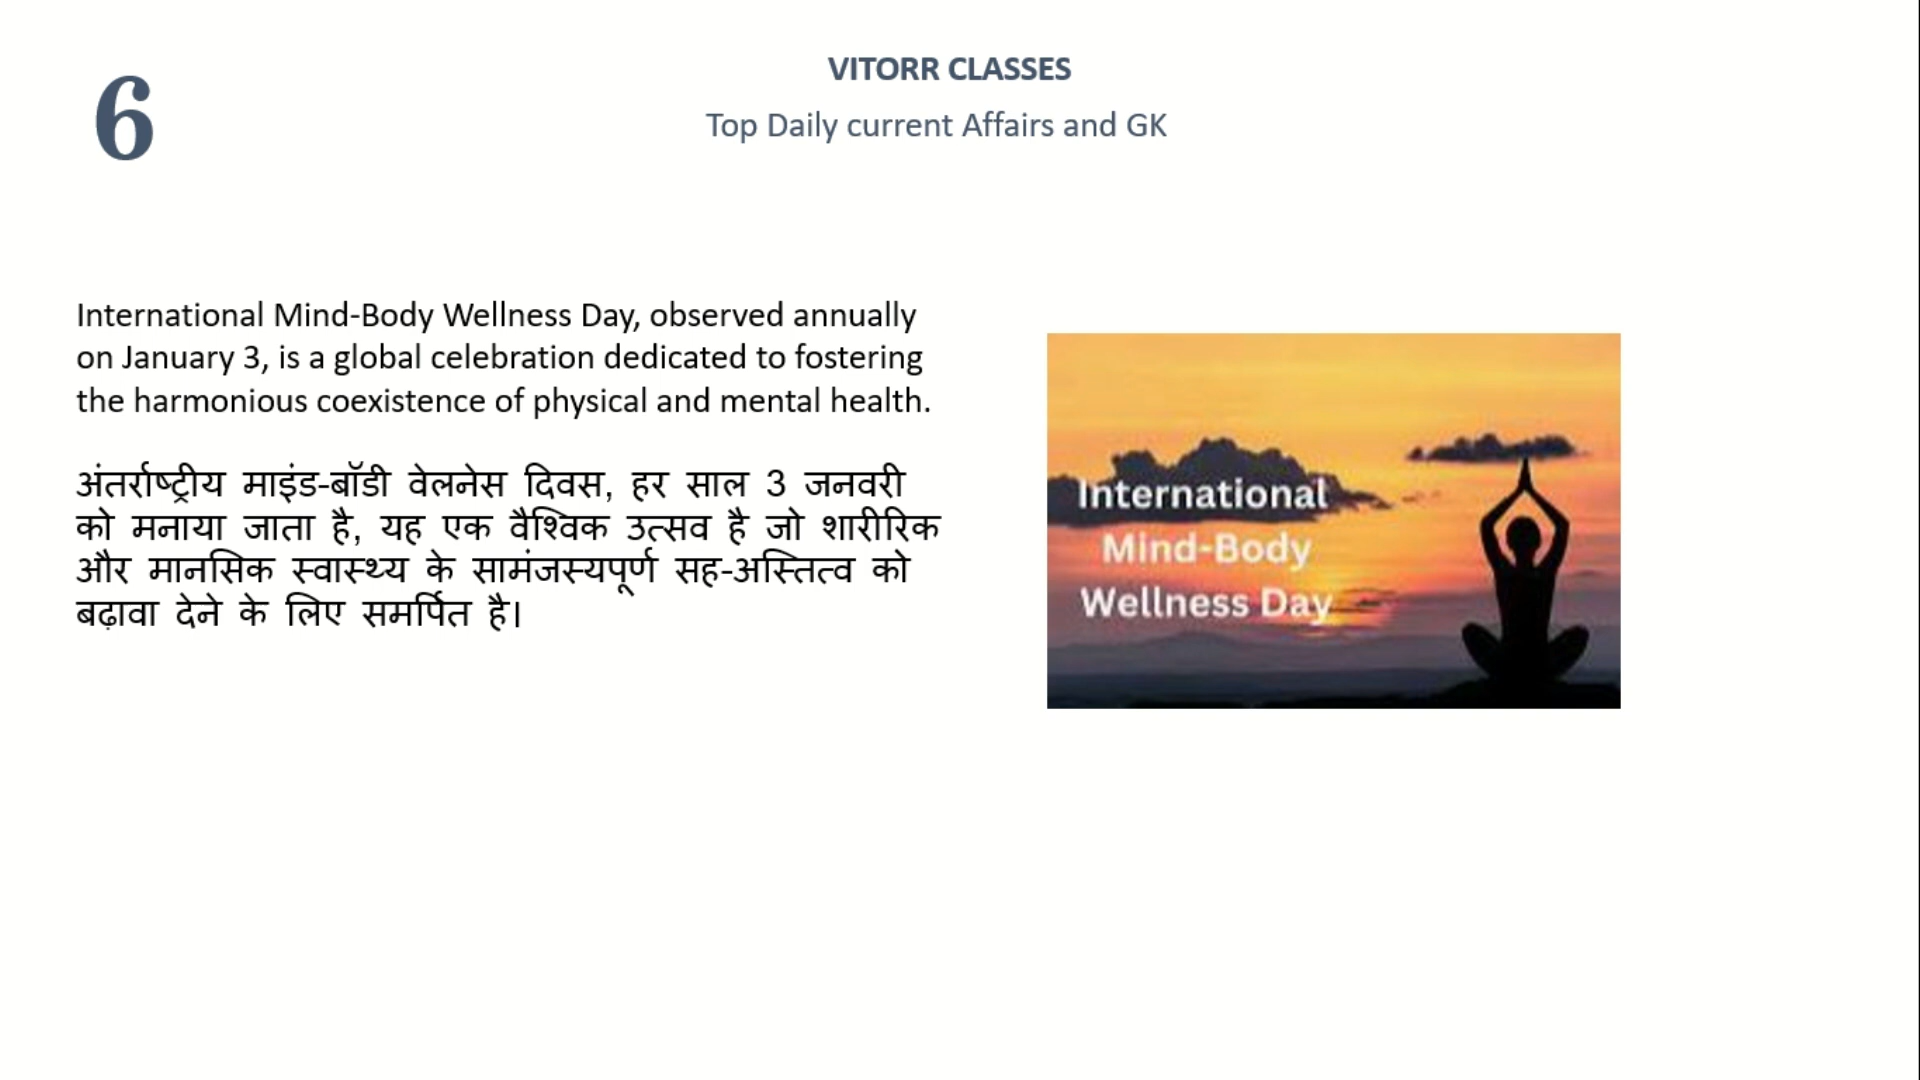 6
VITORR CLASSES
Top Daily current Affairs and GK
International Mind-Body Wellness Day, observed annually
on January 3, is a global celebration dedicated to fostering
the harmonious coexistence of physical and mental health.
अंतर्राष्ट्रीय माइंड-बॉडी वेलनेस दिवस, हर साल 3 जनवरी
को मनाया जाता है, यह एक वैश्विक उत्सव है जो शारीरिक
और मानसिक स्वास्थ्य के सामंजस्यपूर्ण सह-अस्तित्व को
बढ़ावा देने के लिए समर्पित है।
International
Mind-Body
Wellness Day